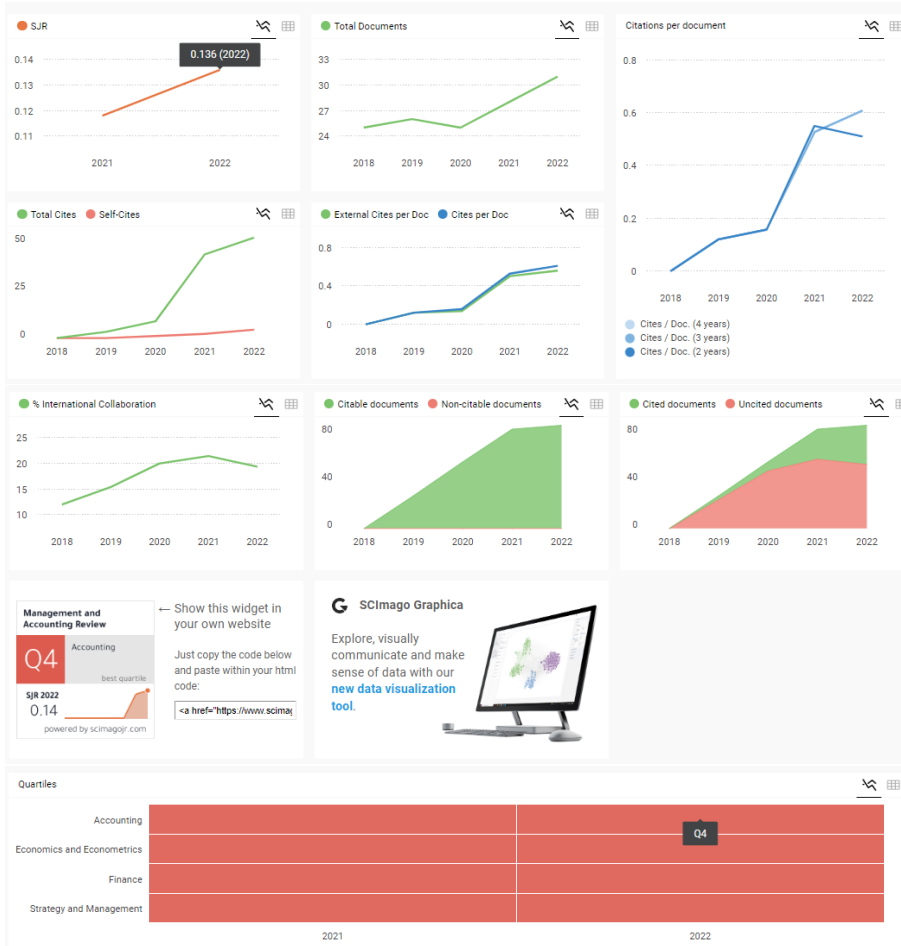 SJR
0.14
0.13
0.12
0.11
0.136 (2022)
2021 2022
Total Documents
33
30
27
24
2018 2019 2020 2021 2022
Citations per document
0.8
0.6
0.4
0.2
0
2018 2019 2020 2021 2022
Cites / Doc. (4 years)
Cites / Doc. (3 years)
Cites / Doc. (2 years)
Total Cites Self-Cites
50
25
0
2018 2019 2020 2021 2022
External Cites per Doc Cites per Doc
0.8
0.4
0
2018 2019 2020 2021 2022
% International Collaboration
25
20
15
10
2018 2019 2020 2021 2022
Citable documents Non-citable documents
80
40
0
2018 2019 2020 2021 2022
Cited documents Uncited documents
80
40
0
2018 2019 2020 2021 2022
Management and
Accounting Review
Q4
Accounting
best quartile
SJR 2022
0.14
powered by scimagojr.com
← Show this widget in
your own website
Just copy the code below
and paste within your html
code:
<a href="https://www.scimag
SCImago Graphica
Explore, visually
communicate and make
sense of data with our
new data visualization
tool.
Quartiles
Accounting
Economics and Econometrics
Finance
Strategy and Management
Q4
2021 2022